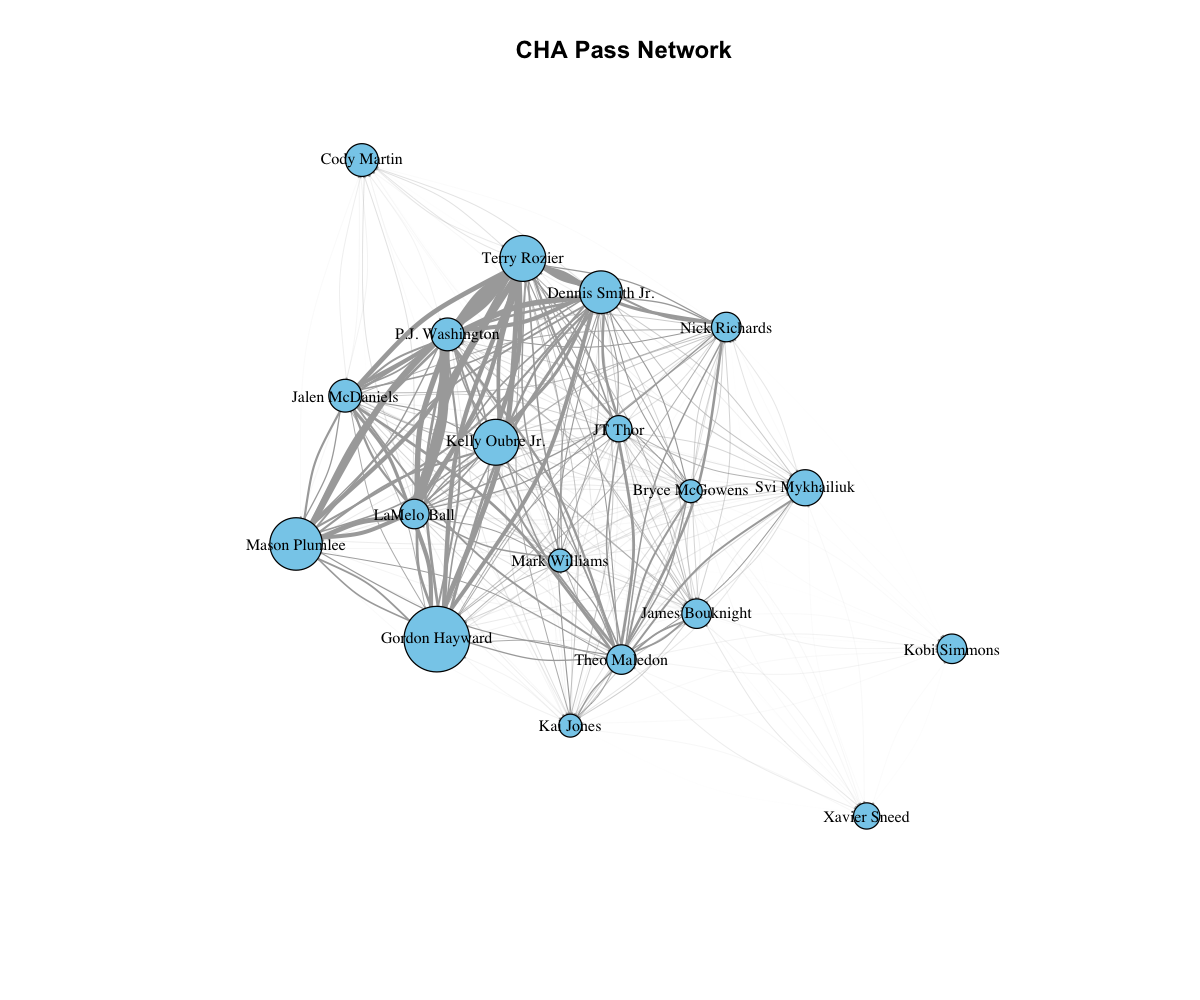 CHA Pass Network
Cody Martin
Terry Rozier
Dennis Smith Jr.
Nick Richards
P.J. Washington
Jalen McDaniels
JT Thor
Kelly Oubre Jr.
Svi Mykhailiuk
Bryce McGowens
LaMelo Ball
Mason Plumlee
Mark Williams
James Bouknight
Gordon Hayward
Kobi Simmons
Theo Maledon
Kai Jones
Xavier Sneed